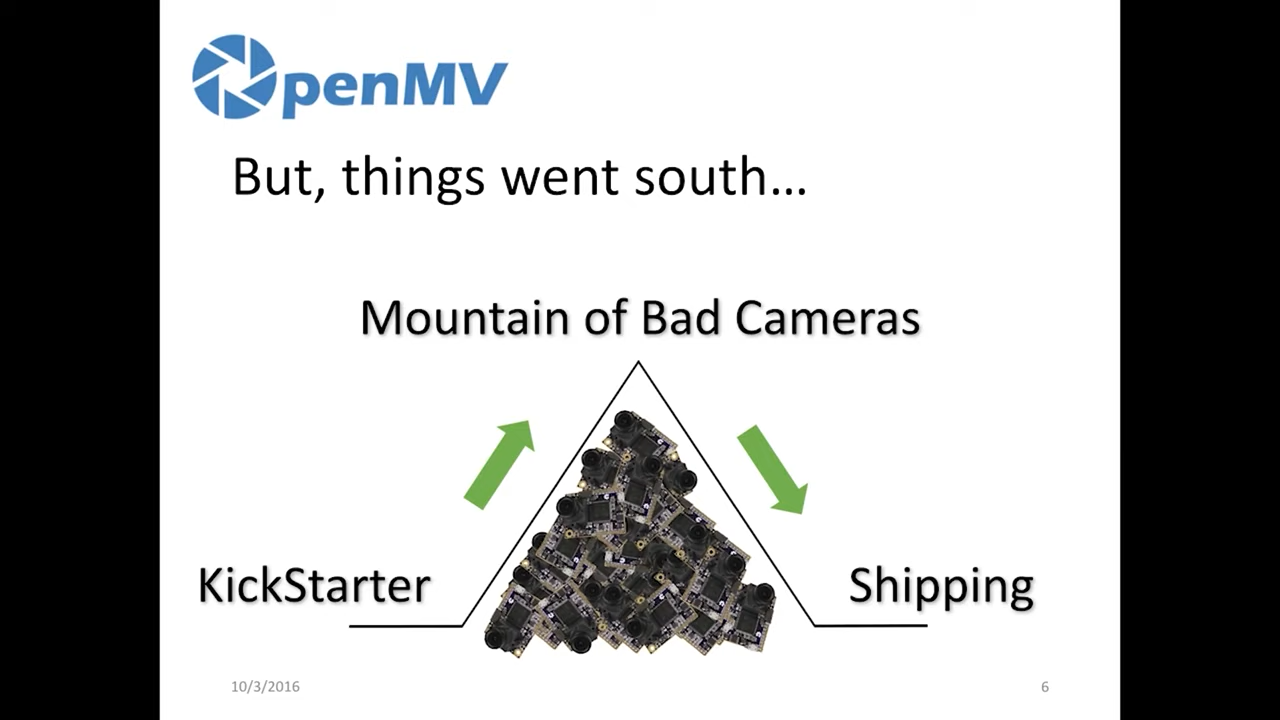 OpenMV
But, things went south...
Mountain of Bad Cameras
KickStarter
Shipping
10/3/2016
6